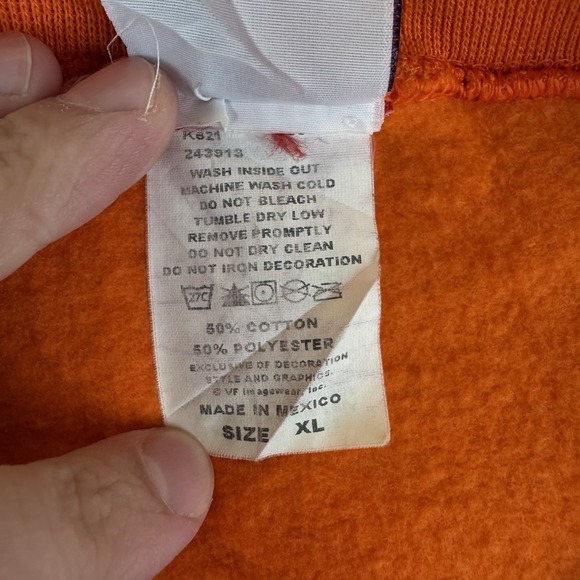 K821
243913
WASH INSIDE OUT
MACHINE WASH COLD
DO NOT BLEACH
TUMBLE DRY LOW
REMOVE PROMPTLY
DO NOT DRY CLEAN
DO NOT IRON DECORATION
27C
50% COTTON
50% POLYESTER
EXCLUSIVE OF DECORATION
STYLE AND GRAPHICS.
© VF Imagewear, Inc.
MADE IN MEXICO
SIZE XL